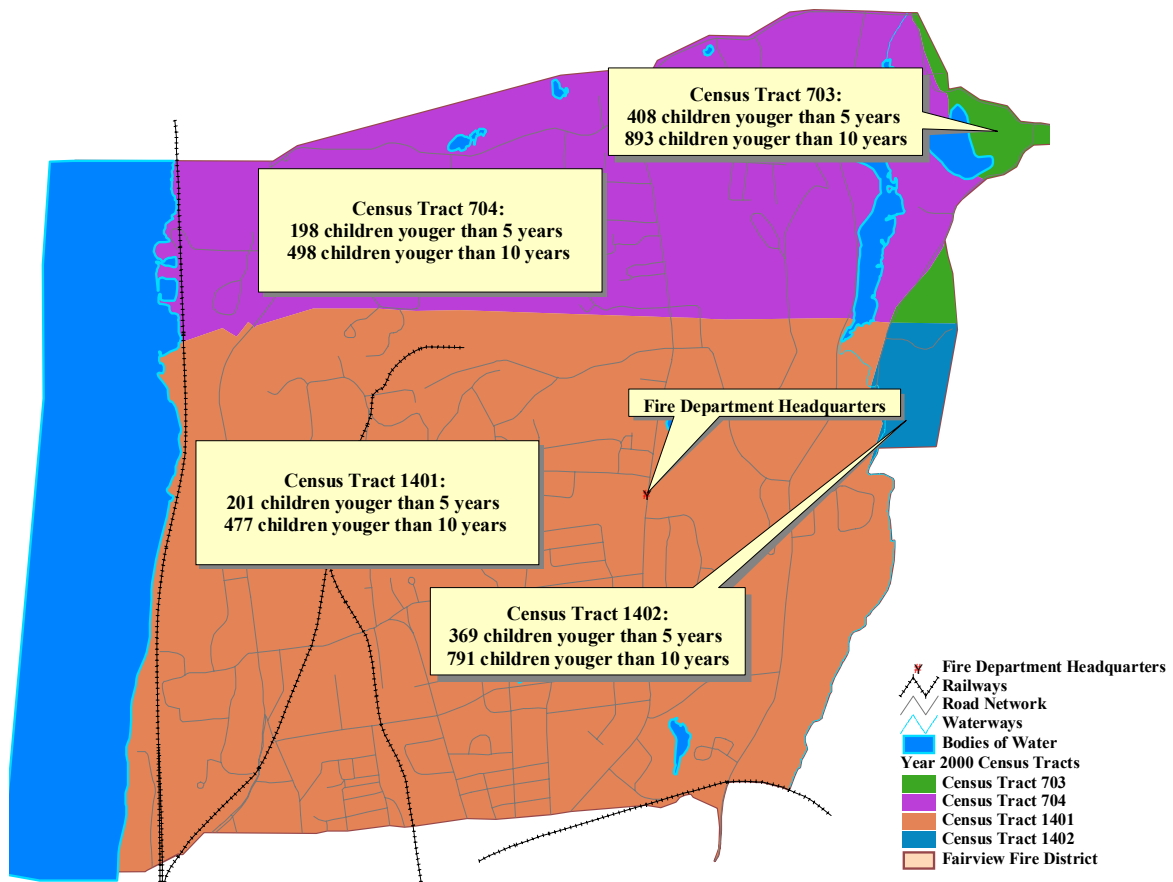 Census Tract 703:
408 children youger than 5 years
893 children youger than 10 years
Census Tract 704:
198 children youger than 5 years
498 children youger than 10 years
Fire Department Headquarters
Census Tract 1401:
201 children youger than 5 years
477 children youger than 10 years
Census Tract 1402:
369 children youger than 5 years
791 children youger than 10 years
Fire Department Headquarters
Railways
Road Network
Waterways
Bodies of Water
Year 2000 Census Tracts
Census Tract 703
Census Tract 704
Census Tract 1401
Census Tract 1402
Fairview Fire District